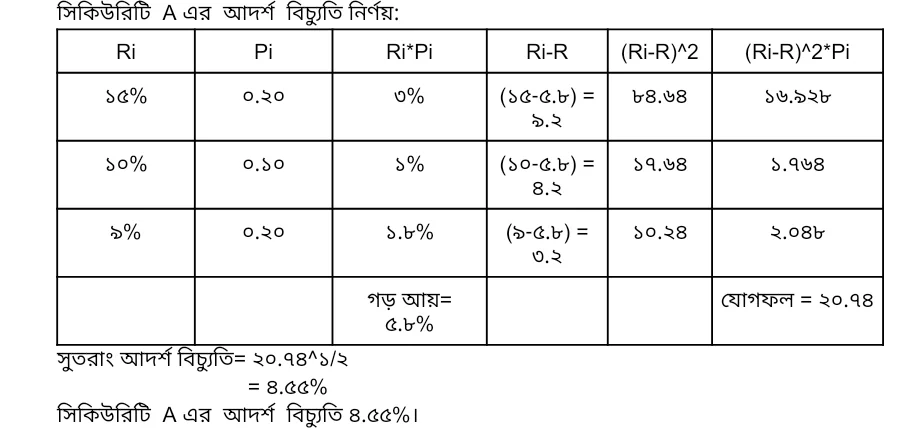 সিকিউরিটি A এর আদর্শ বিচ্যুতি নির্ণয়:
Ri Pi Ri*Pi Ri-R (Ri-R)^2 (Ri-R)^2*Pi
১৫% ০.২০ ৩% (১৫-৫.৮) = ৮৪.৬৪ ১৬.৯২৮
৯.২
১০% ০.১০ ১% (১০-৫.৮) = ১৭.৬৪ ১.৭৬৪
৪.২
৯% ০.২০ ১.৮% (৯-৫.৮) = ১০.২৪ ২.০৪৮
৩.২
গড় আয়= যোগফল = ২০.৭৪
৫.৮%
সুতরাং আদর্শ বিচ্যুতি= ২০.৭৪^১/২
= ৪.৫৫%
সিকিউরিটি A এর আদর্শ বিচ্যুতি ৪.৫৫%।